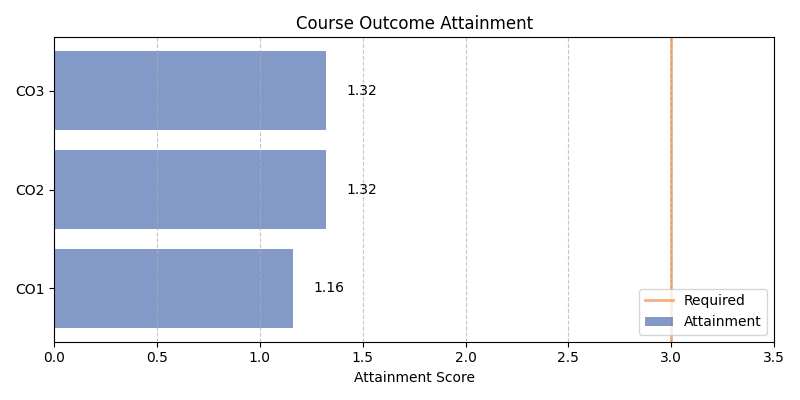 Course Outcome Attainment
CO3
1.32
CO2
1.32
CO1
1.16
Required
Attainment
0.0 0.5 1.0 1.5 2.0 2.5 3.0 3.5
Attainment Score